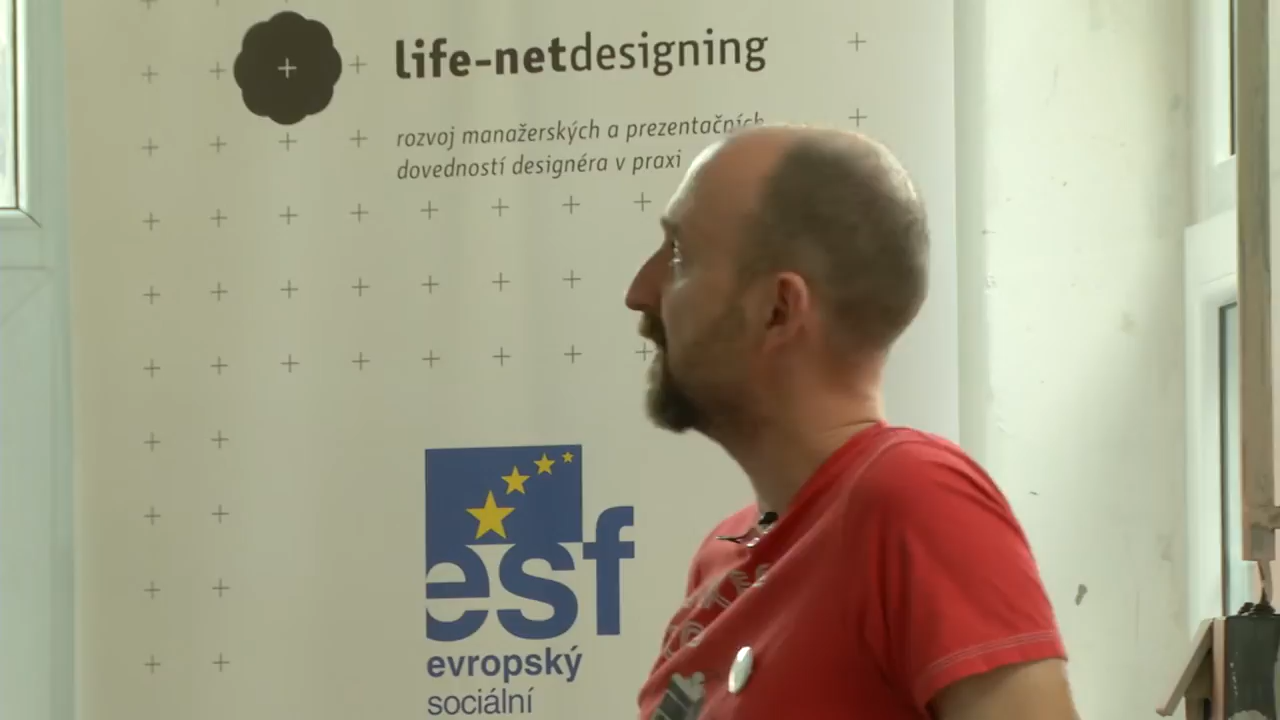 life-netdesigning
rozvoj manažerských a prezentačních
dovedností designéra v praxi
esf
evropský
sociální